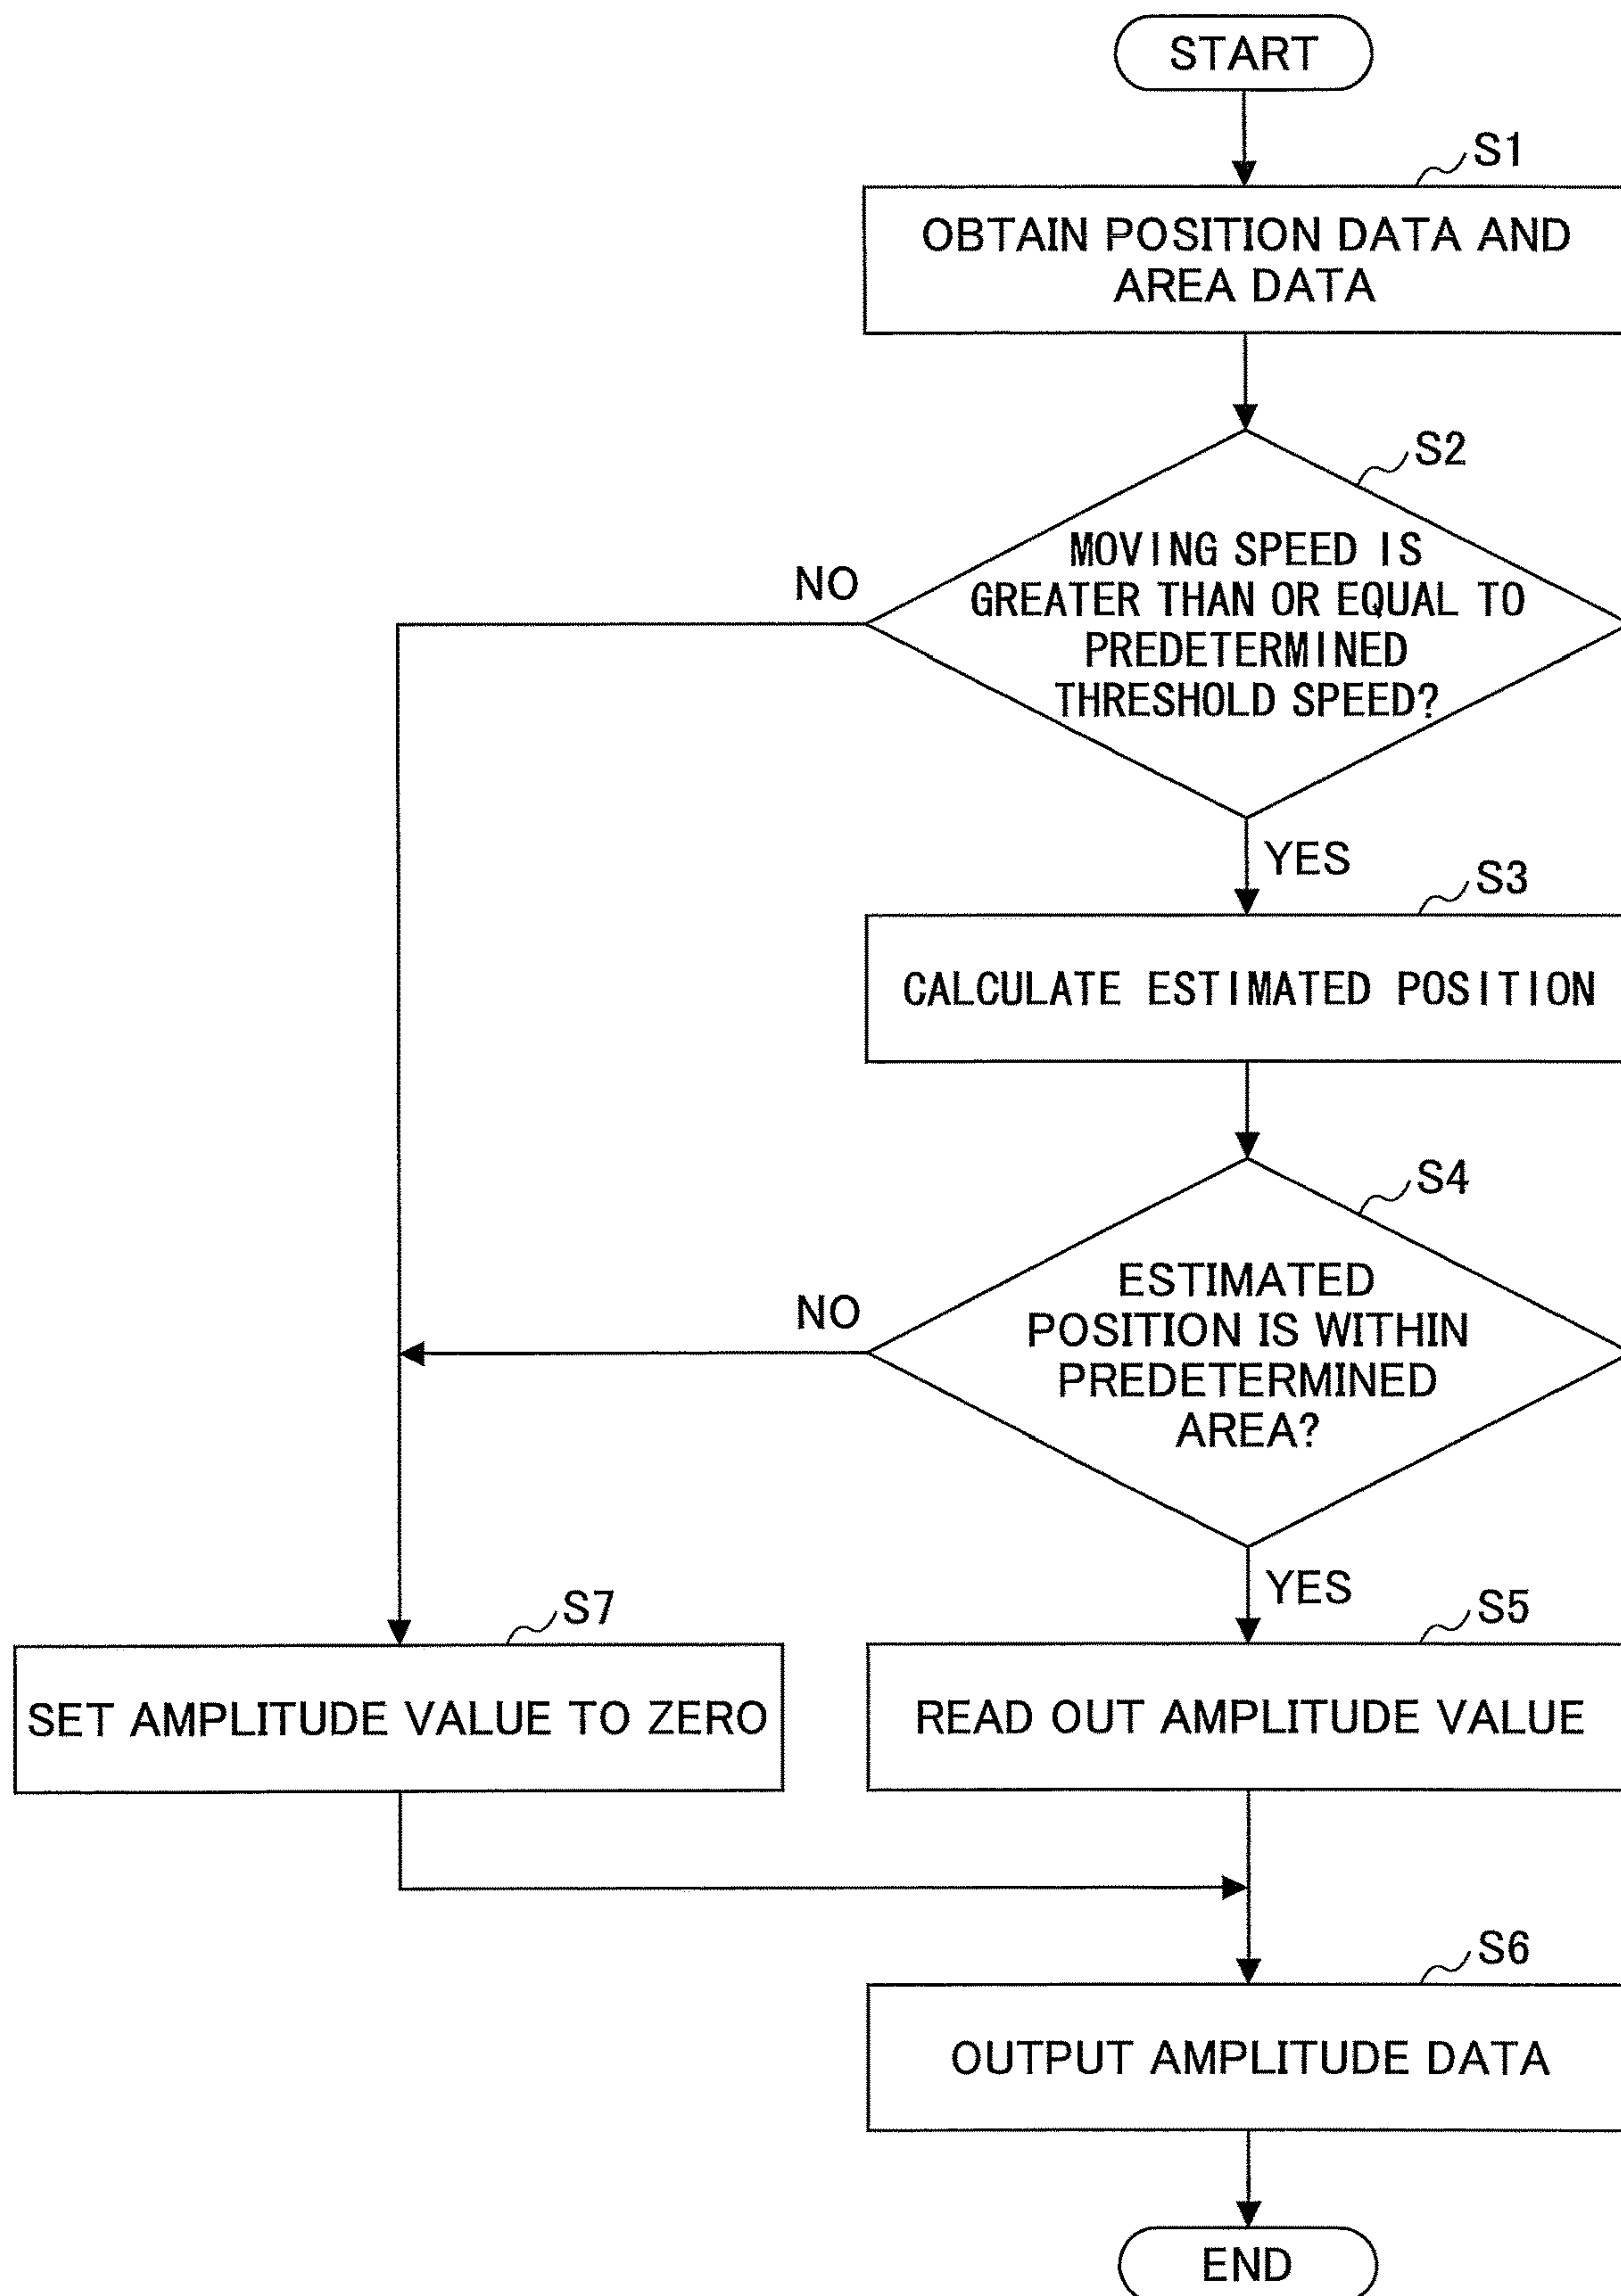 START
S1
OBTAIN POSITION DATA AND
AREA DATA
S2
MOVING SPEED IS
GREATER THAN OR EQUAL TO
PREDETERMINED
THRESHOLD SPEED?
NO
YES
S3
CALCULATE ESTIMATED POSITION
S4
ESTIMATED
POSITION IS WITHIN
PREDETERMINED
AREA?
NO
YES
S7
SET AMPLITUDE VALUE TO ZERO
S5
READ OUT AMPLITUDE VALUE
S6
OUTPUT AMPLITUDE DATA
END